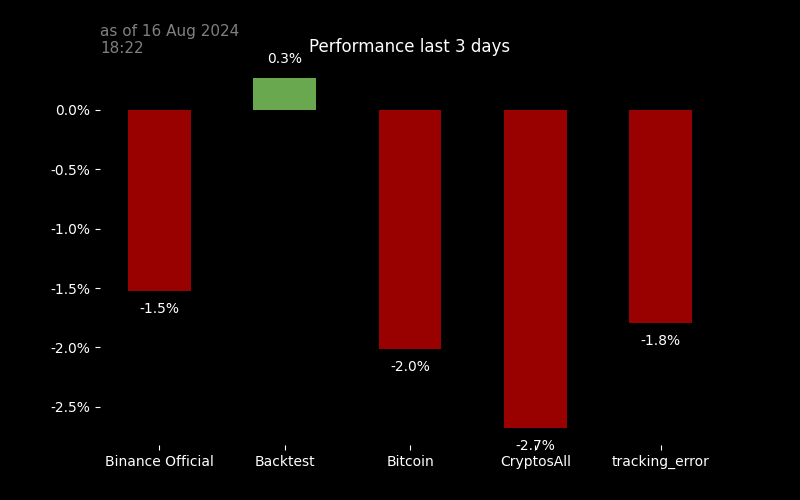 as of 16 Aug 2024
18:22
Performance last 3 days
0.3%
0.0%
-0.5%
-1.0%
-1.5%
-2.0%
-2.5%
-1.5%
-2.0%
-2.7%
-1.8%
Binance Official
Backtest
Bitcoin
CryptosAll
tracking_error